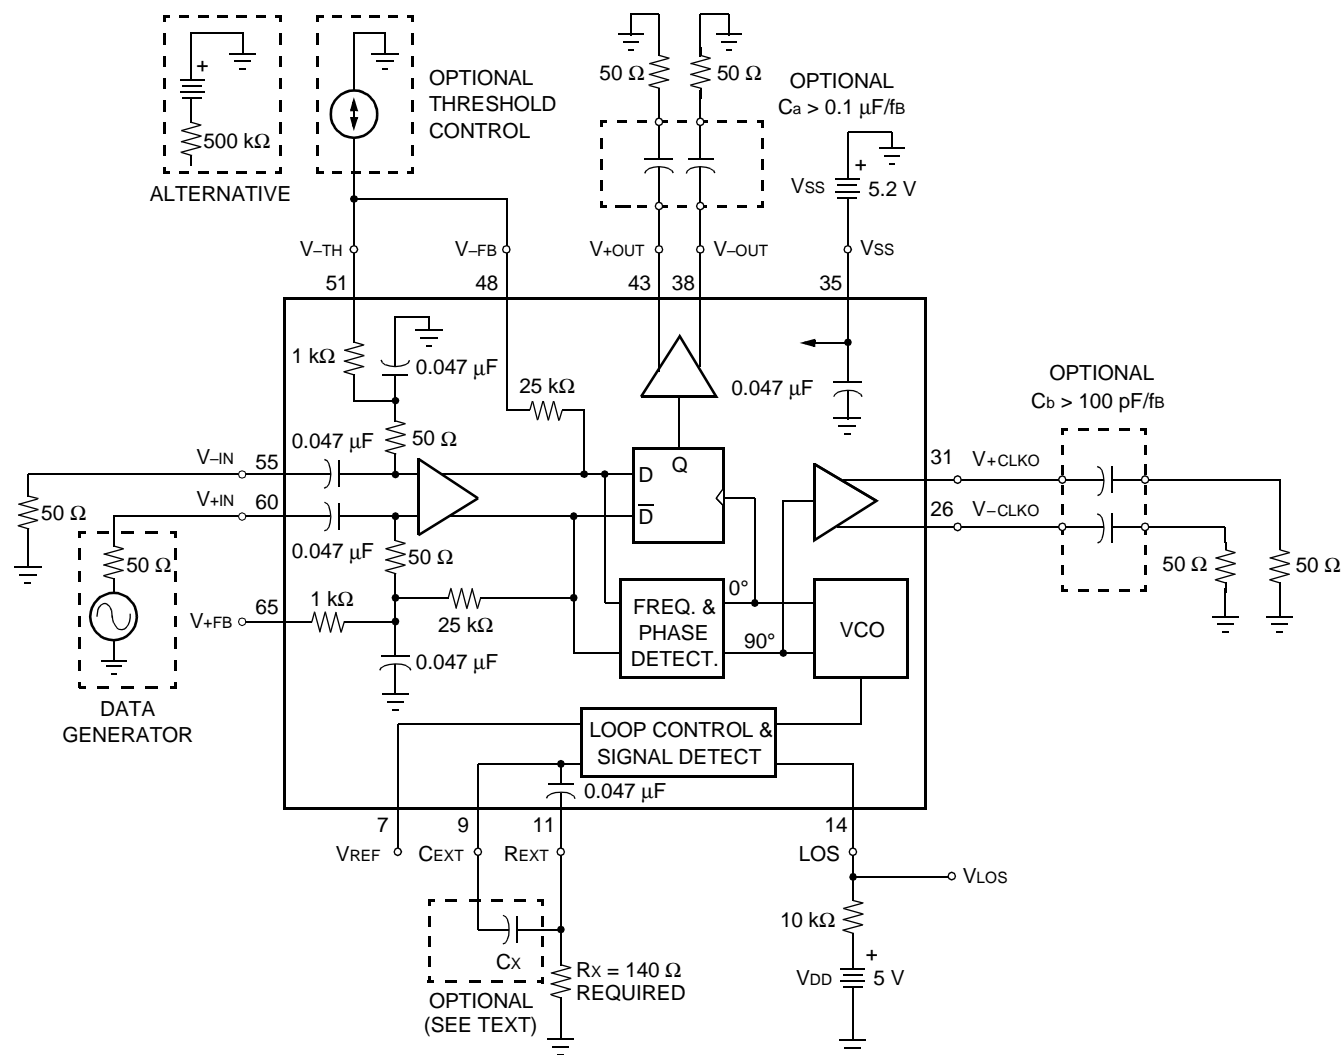 OPTIONAL
THRESHOLD
CONTROL
+
500 kΩ
ALTERNATIVE
50 Ω
50 Ω
OPTIONAL
Ca > 0.1 μF/fB
VSS
+
5.2 V
V–TH
V–FB
V+OUT
V–OUT
VSS
51
48
43
38
35
1 kΩ
0.047 μF
25 kΩ
0.047 μF
OPTIONAL
Cb > 100 pF/fB
50 Ω
0.047 μF
V–IN
55
V+IN
60
0.047 μF
50 Ω
D
Q
D̅
31
V+CLKO
26
V–CLKO
50 Ω
50 Ω
50 Ω
50 Ω
DATA
GENERATOR
V+FB
65
1 kΩ
25 kΩ
0.047 μF
FREQ. &
PHASE
DETECT.
0°
90°
VCO
LOOP CONTROL &
SIGNAL DETECT
0.047 μF
7
9
11
14
VREF
CEXT
REXT
LOS
VLOS
CX
OPTIONAL
(SEE TEXT)
RX = 140 Ω
REQUIRED
10 kΩ
VDD
+
5 V